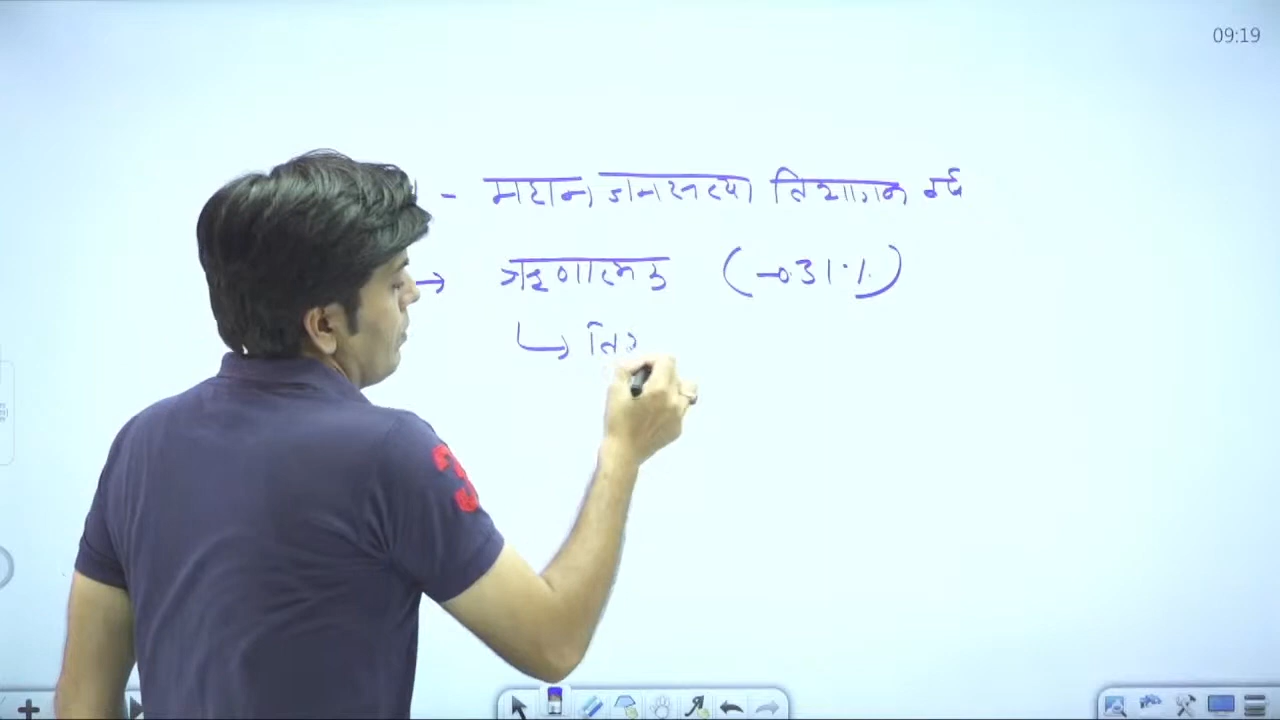 09:19
- महान जनसंख्या विभाजक वर्ष
→ ऋणात्मक (-0.31%)